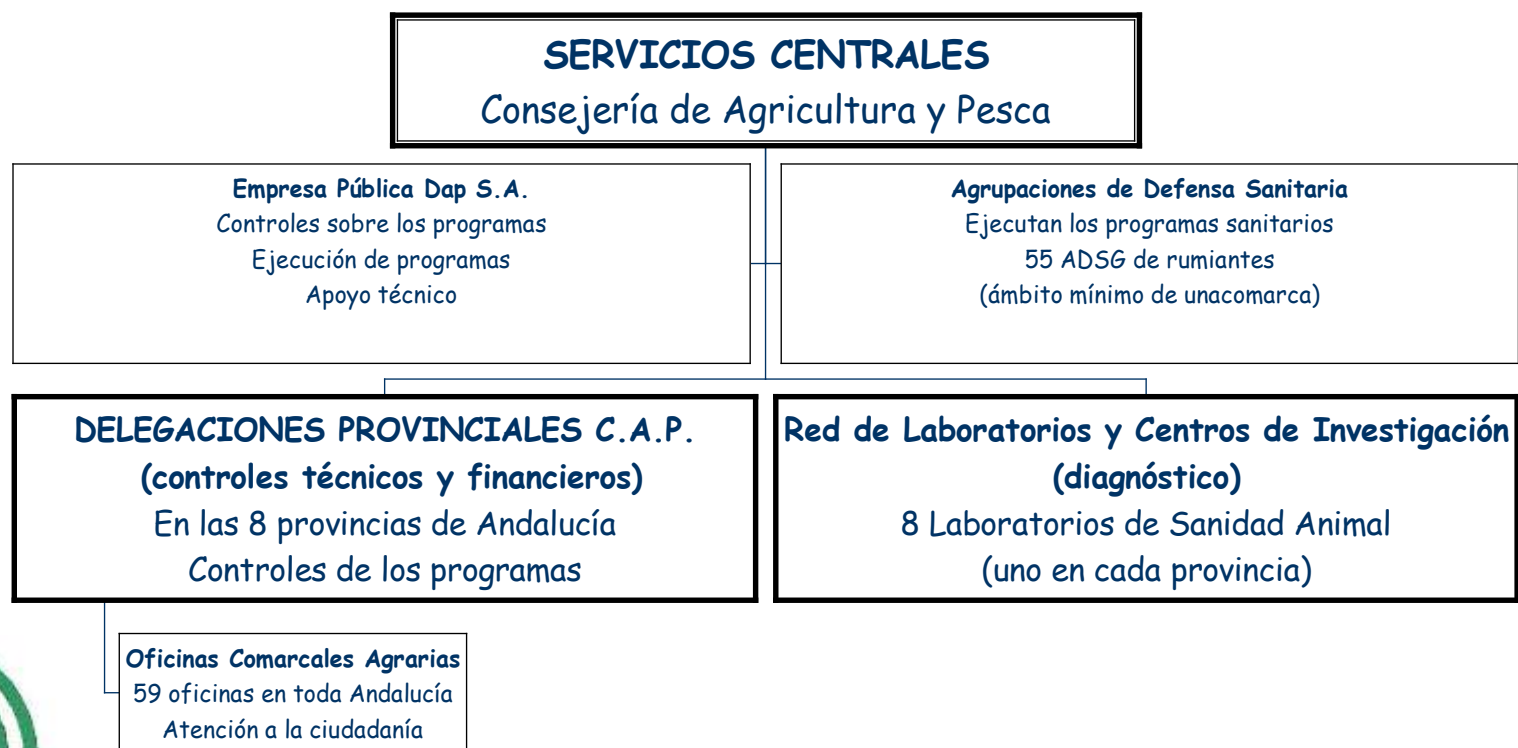 SERVICIOS CENTRALES
Consejería de Agricultura y Pesca
Empresa Pública Dap S.A.
Controles sobre los programas
Ejecución de programas
Apoyo técnico
Agrupaciones de Defensa Sanitaria
Ejecutan los programas sanitarios
55 ADSG de rumiantes
(ámbito mínimo de unacomarca)
DELEGACIONES PROVINCIALES C.A.P.
(controles técnicos y financieros)
En las 8 provincias de Andalucía
Controles de los programas
Red de Laboratorios y Centros de Investigación
(diagnóstico)
8 Laboratorios de Sanidad Animal
(uno en cada provincia)
Oficinas Comarcales Agrarias
59 oficinas en toda Andalucía
Atención a la ciudadanía